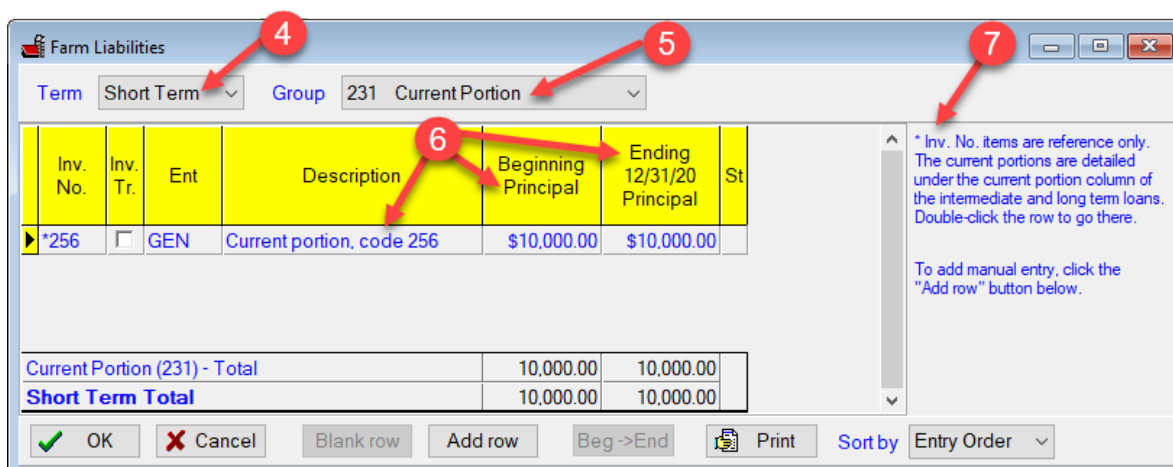 4
5
7
Farm Liabilities
Term Short Term Group 231 Current Portion
6
Inv. No. Inv. Tr. Ent Description Beginning Principal Ending 12/31/20 Principal St
*256 GEN Current portion, code 256 $10,000.00 $10,000.00
Current Portion (231) - Total 10,000.00 10,000.00
Short Term Total 10,000.00 10,000.00
* Inv. No. items are reference only.
The current portions are detailed
under the current portion column of
the intermediate and long term loans.
Double-click the row to go there.
To add manual entry, click the
"Add row" button below.
OK Cancel Blank row Add row Beg ->End Print Sort by Entry Order